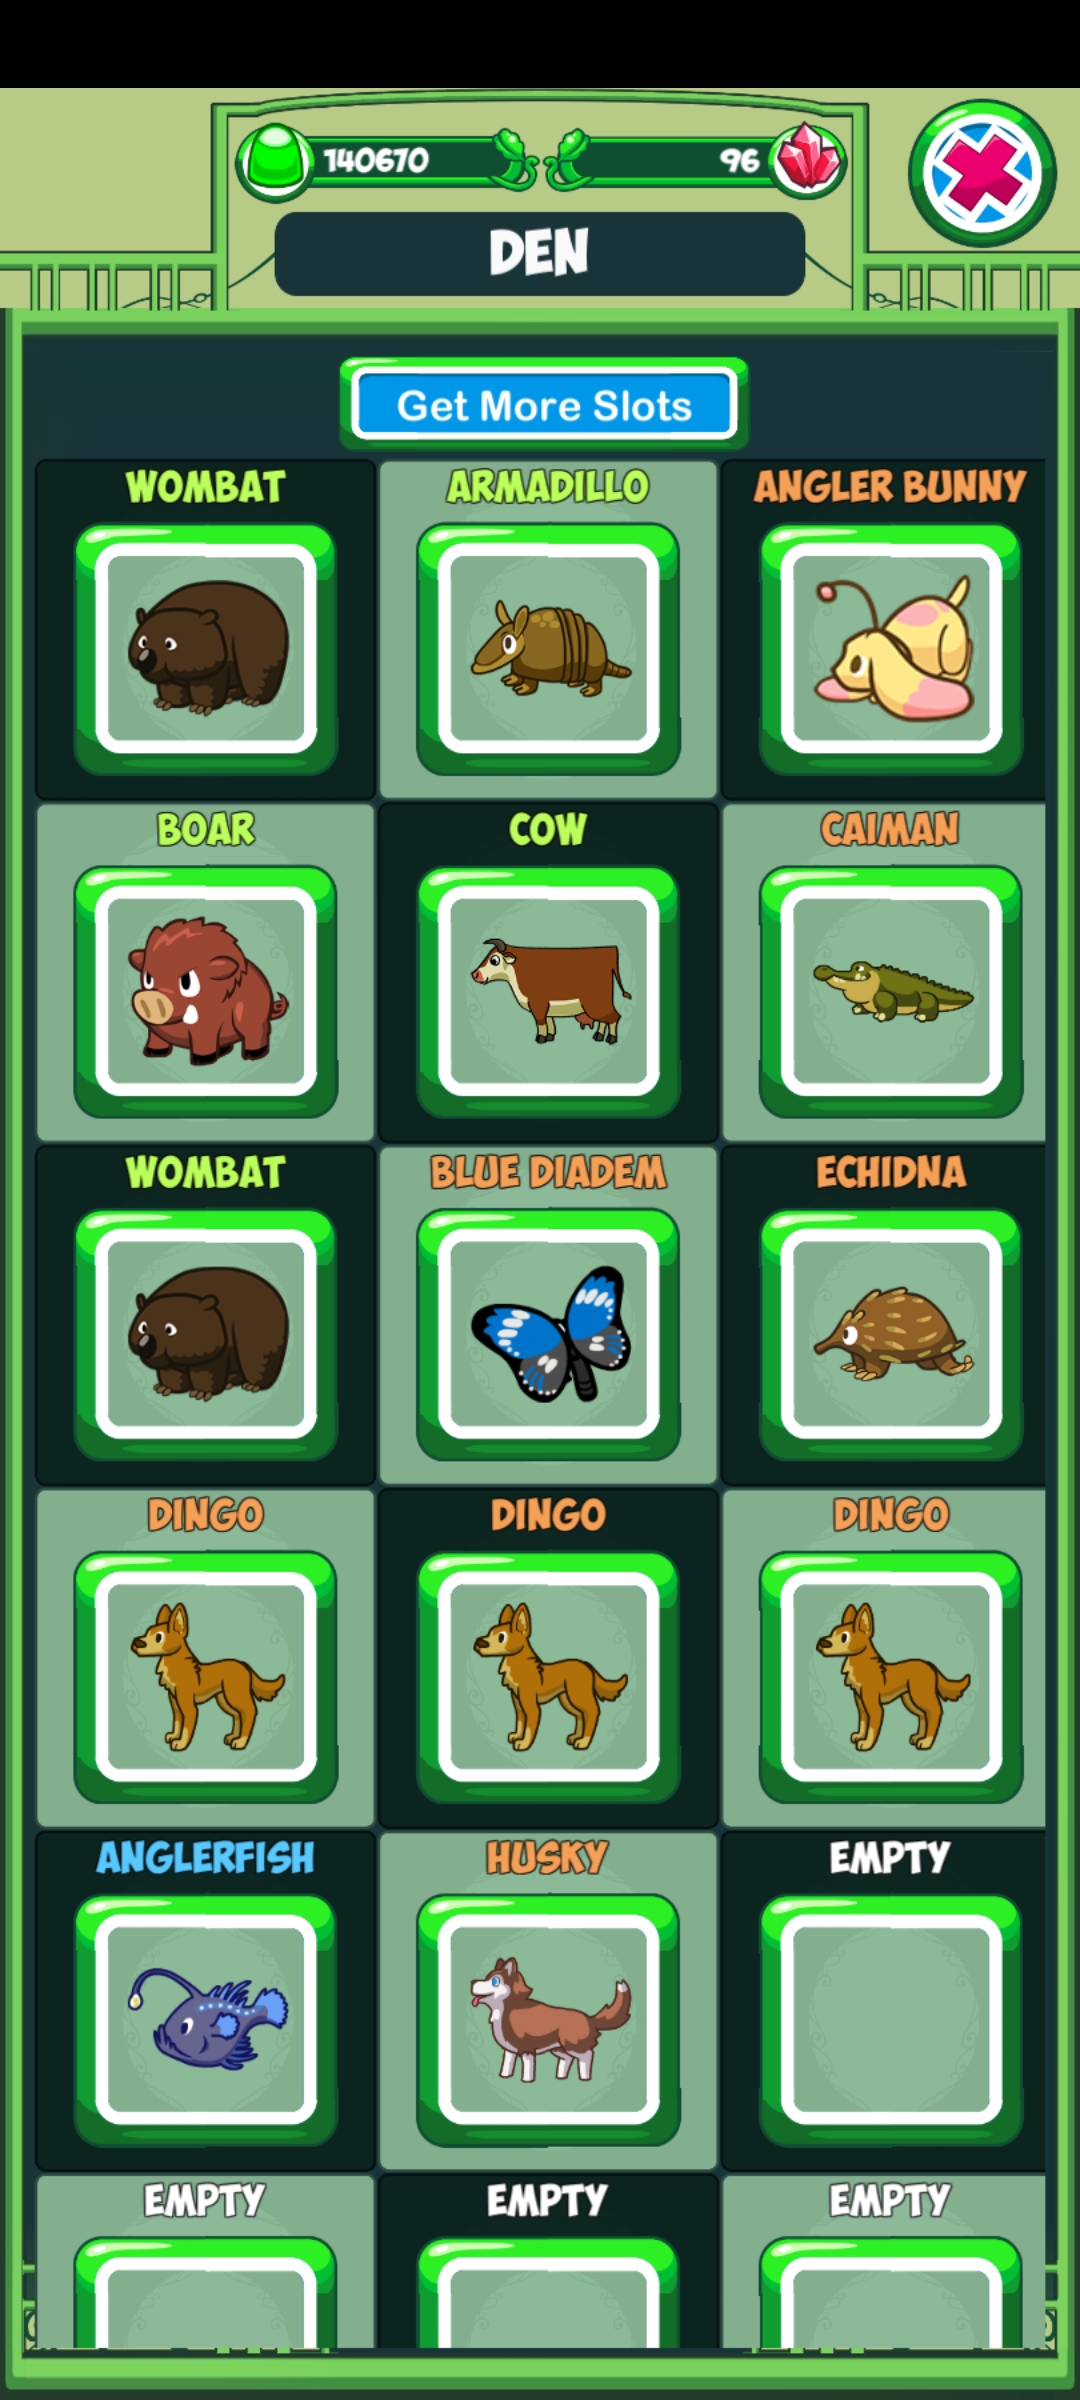 140670
96
DEN
Get More Slots
WOMBAT
ARMADILLO
ANGLER BUNNY
BOAR
COW
CAIMAN
WOMBAT
BLUE DIADEM
ECHIDNA
DINGO
DINGO
DINGO
ANGLERFISH
HUSKY
EMPTY
EMPTY
EMPTY
EMPTY